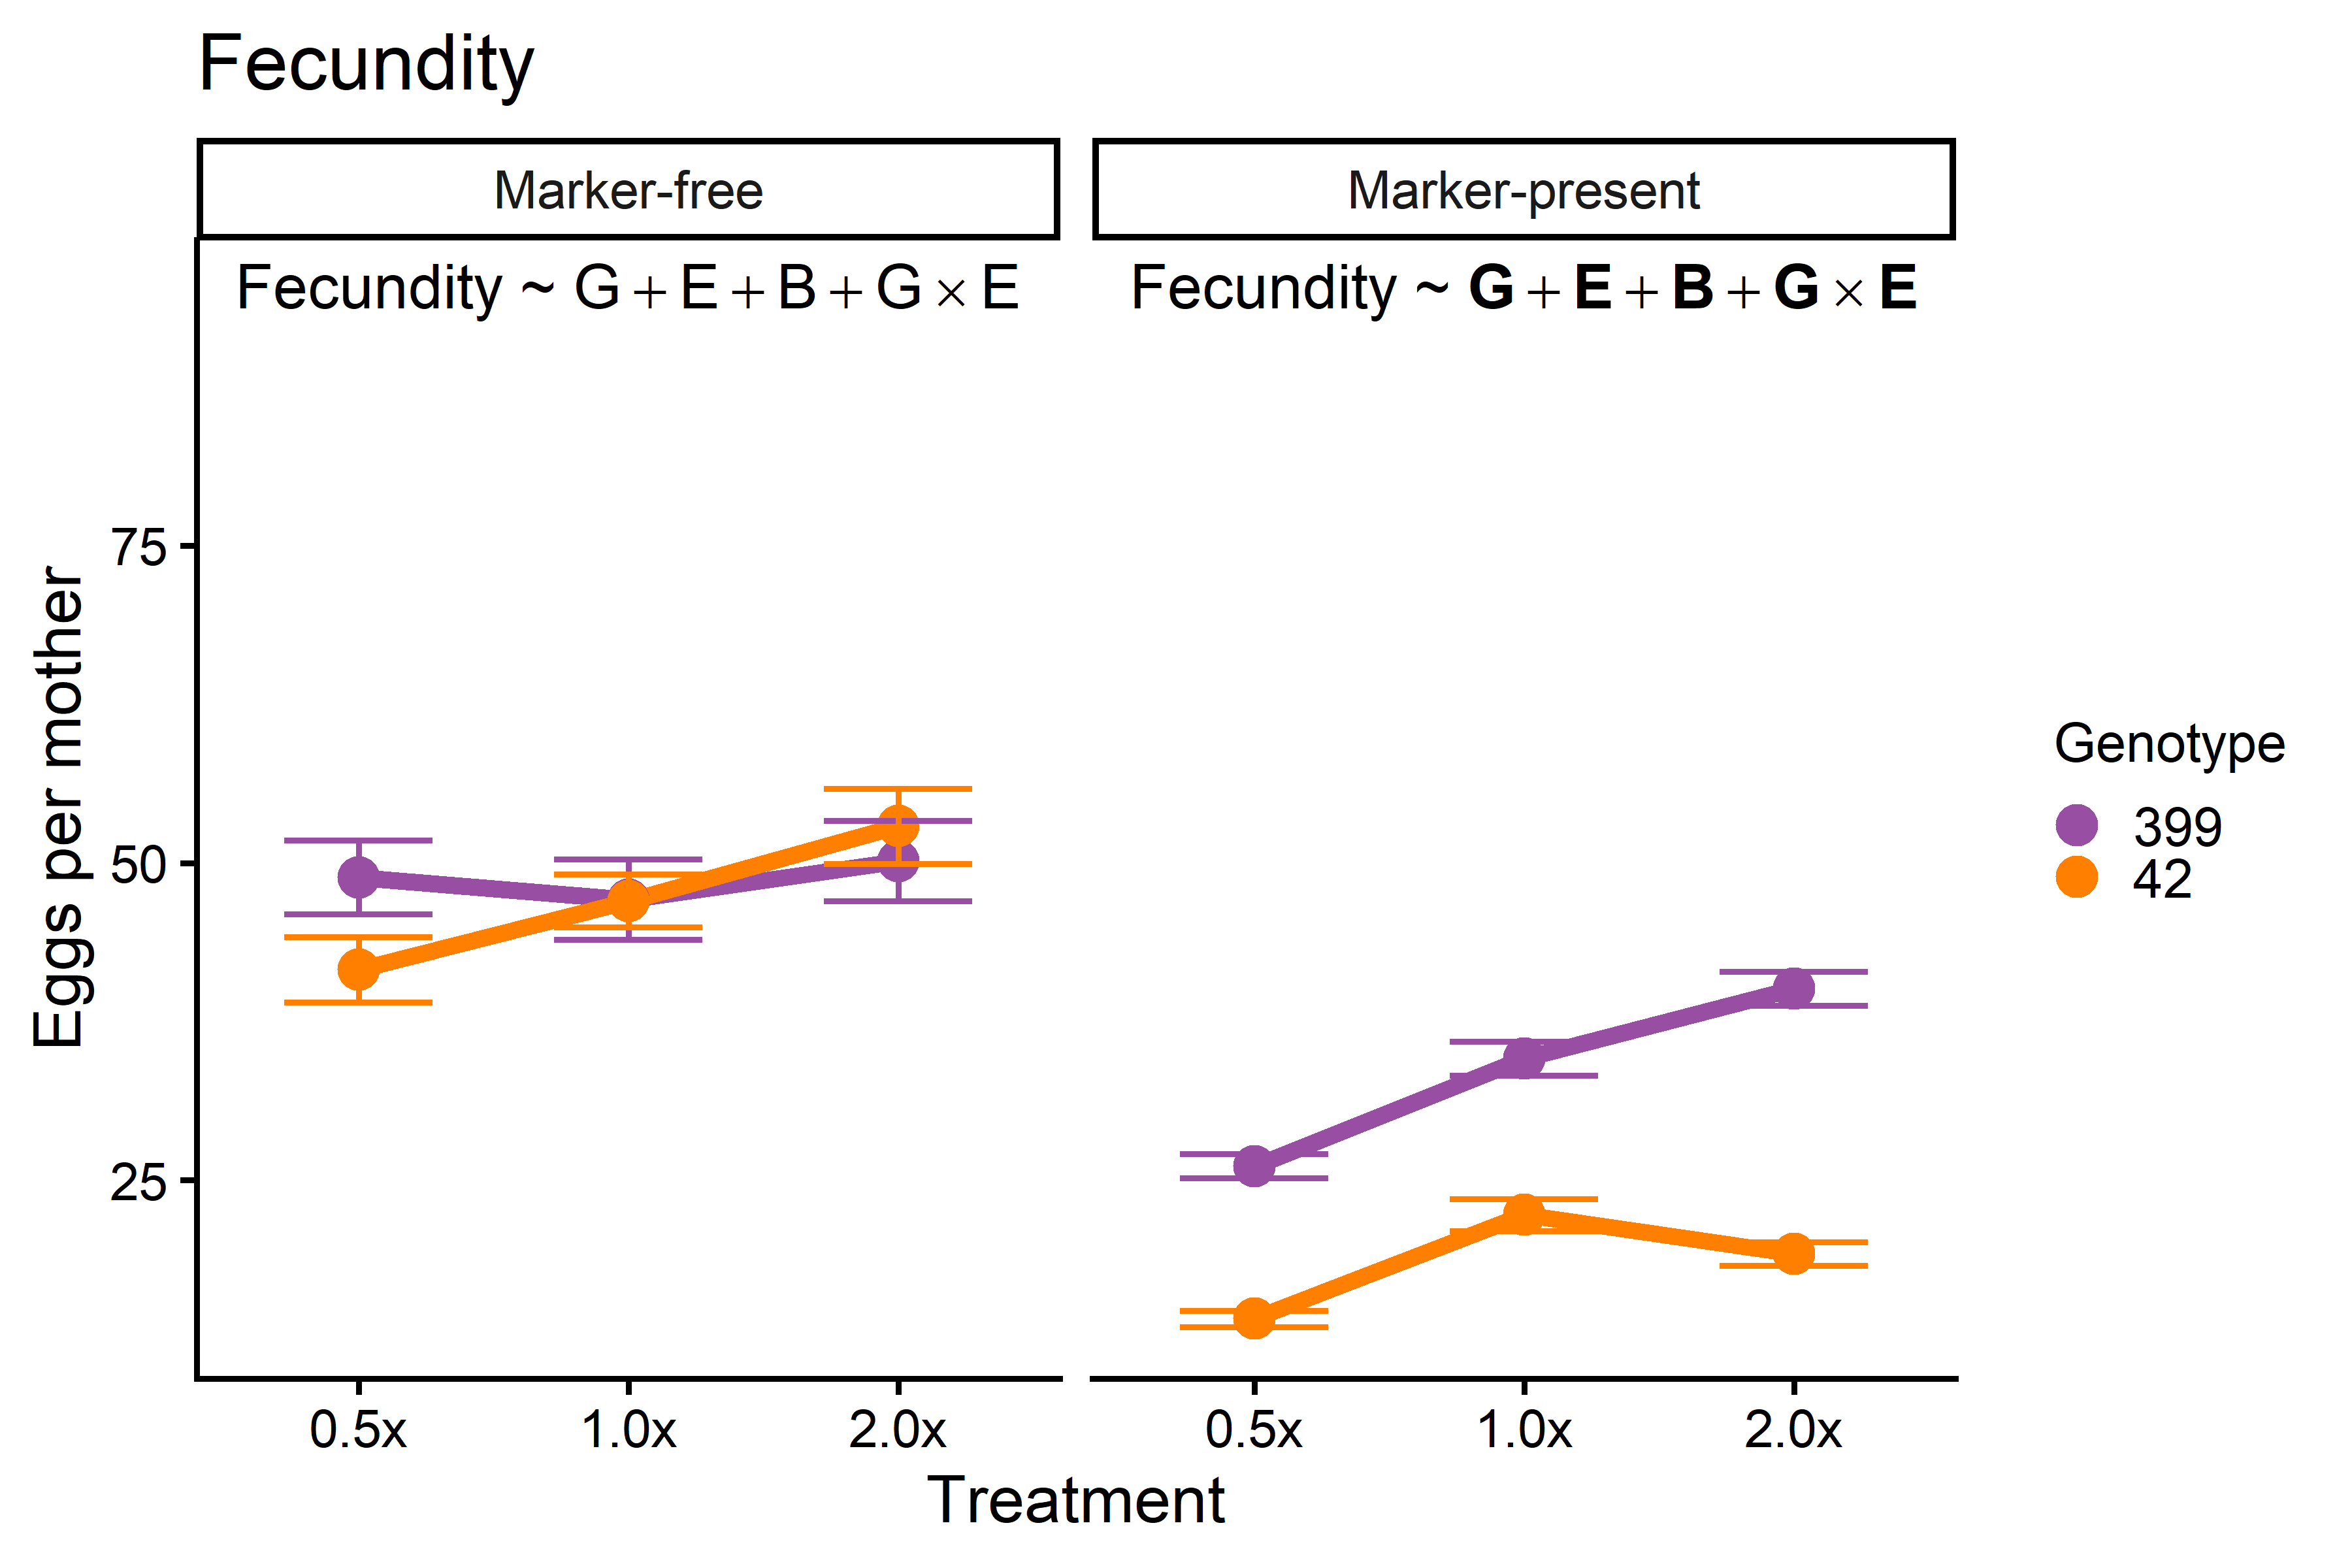 Fecundity
Marker-free
Marker-present
Fecundity ~ G + E + B + G × E
Fecundity ~ G + E + B + G × E
75
50
25
Eggs per mother
0.5x 1.0x 2.0x
0.5x 1.0x 2.0x
Treatment
Genotype
399
42